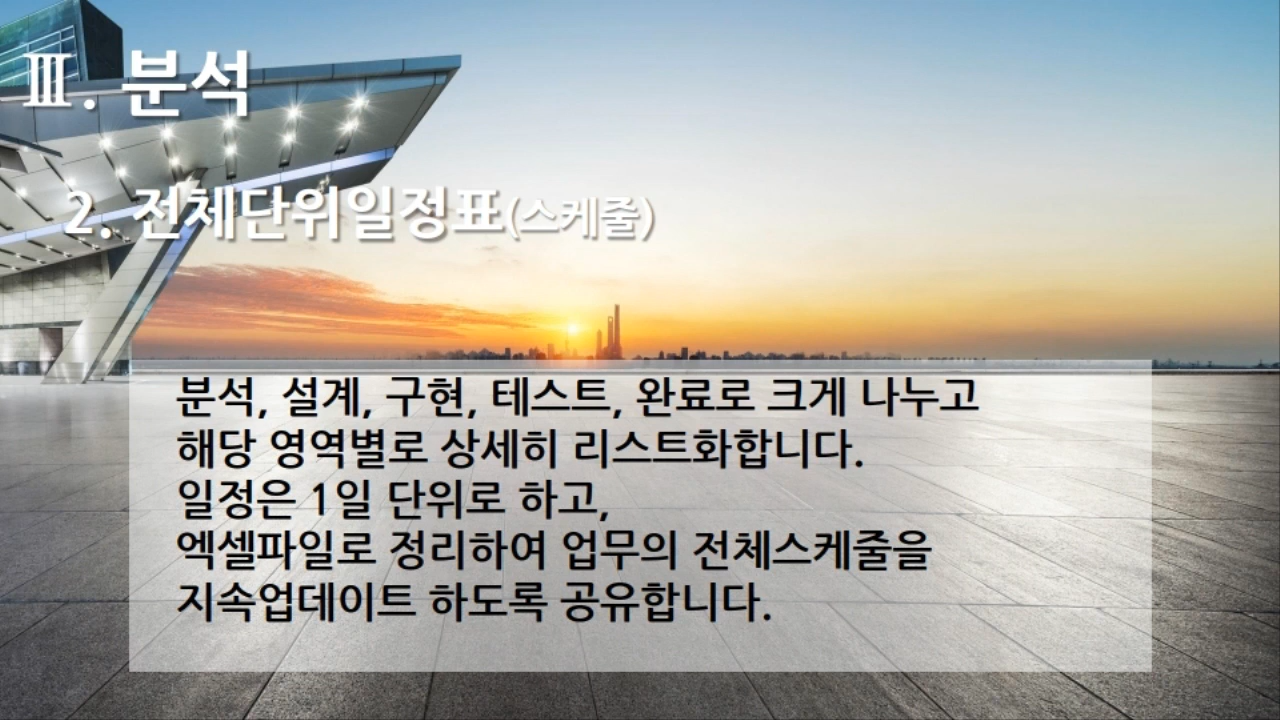 Ⅲ. 분석
2. 전체단위일정표(스케줄)
분석, 설계, 구현, 테스트, 완료로 크게 나누고
해당 영역별로 상세히 리스트화합니다.
일정은 1일 단위로 하고,
엑셀파일로 정리하여 업무의 전체스케줄을
지속업데이트 하도록 공유합니다.